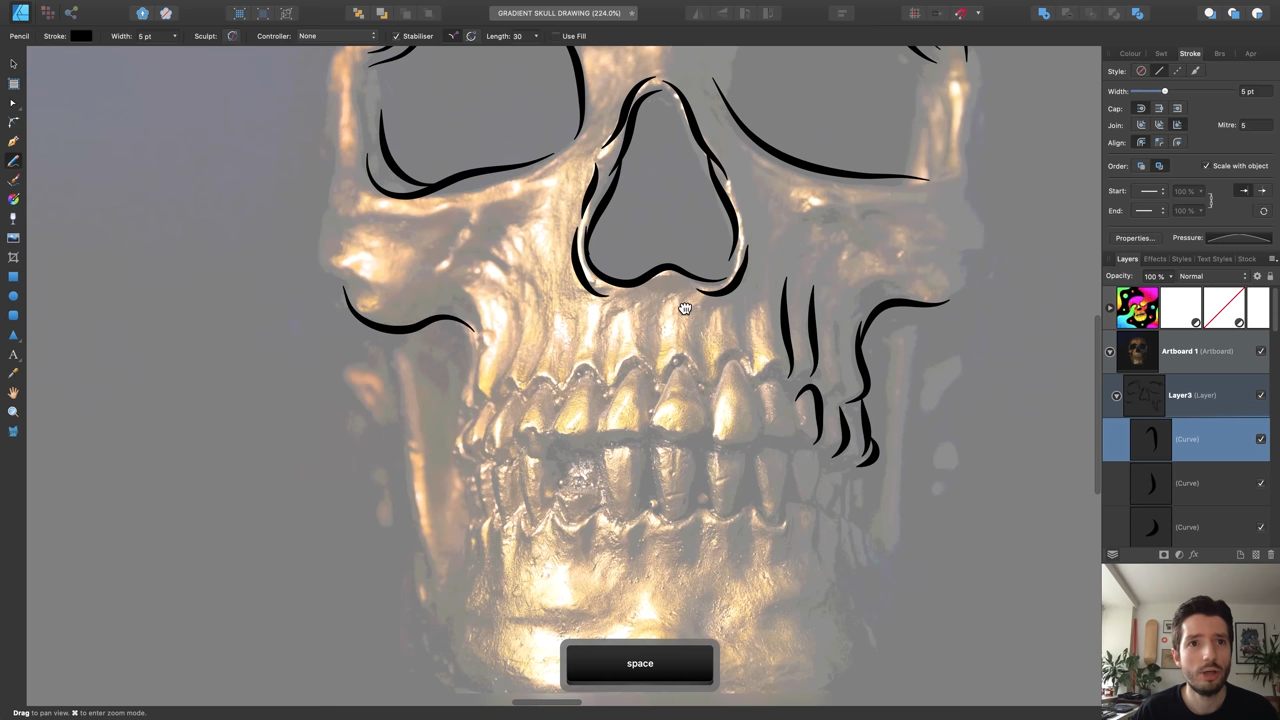 GRADIENT SKULL DRAWING (224.0%)
Pencil Stroke: Width: 5 pt Sculpt: Controller: None Stabiliser Length: 30 Use Fill
Colour Swt Stroke Brs Apr
Style:
Width: 5 pt
Cap:
Join: Mitre: 5
Align:
Order: Scale with object
Start: 100 %
End: 100 %
Properties... Pressure:
Layers Effects Styles Text Styles Stock
Opacity: 100 % Normal
Artboard 1 (Artboard)
Layer3 (Layer)
(Curve)
(Curve)
(Curve)
fx
space
Drag to pan view. ⌘ to enter zoom mode.